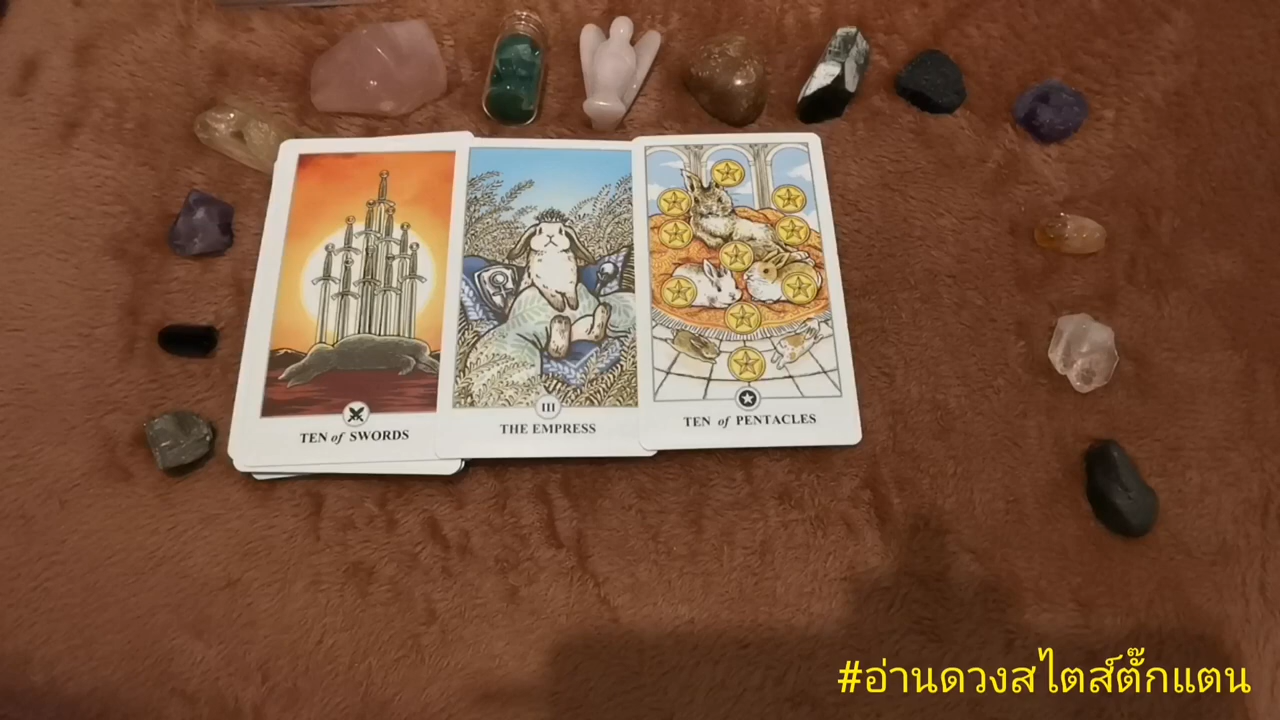 TEN of SWORDS
III
THE EMPRESS
TEN of PENTACLES
#อ่านดวงสไตส์ตั๊กแตน